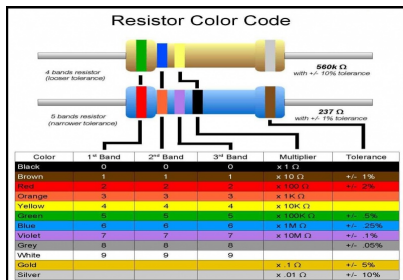 Resistor Color Code
4 bands resistor
(looser tolerance)
560k Ω
with +/- 10% tolerance
5 bands resistor
(narrower tolerance)
237 Ω
with +/- 1% tolerance
Color 1st Band 2nd Band 3rd Band Multiplier Tolerance
Black 0 0 0 x 1 Ω
Brown 1 1 1 x 10 Ω +/- 1%
Red 2 2 2 x 100 Ω +/- 2%
Orange 3 3 3 x 1K Ω
Yellow 4 4 4 x 10K Ω
Green 5 5 5 x 100K Ω +/- .5%
Blue 6 6 6 x 1M Ω +/- .25%
Violet 7 7 7 x 10M Ω +/- .1%
Grey 8 8 8 +/- .05%
White 9 9 9
Gold x .1 Ω +/- 5%
Silver x .01 Ω +/- 10%